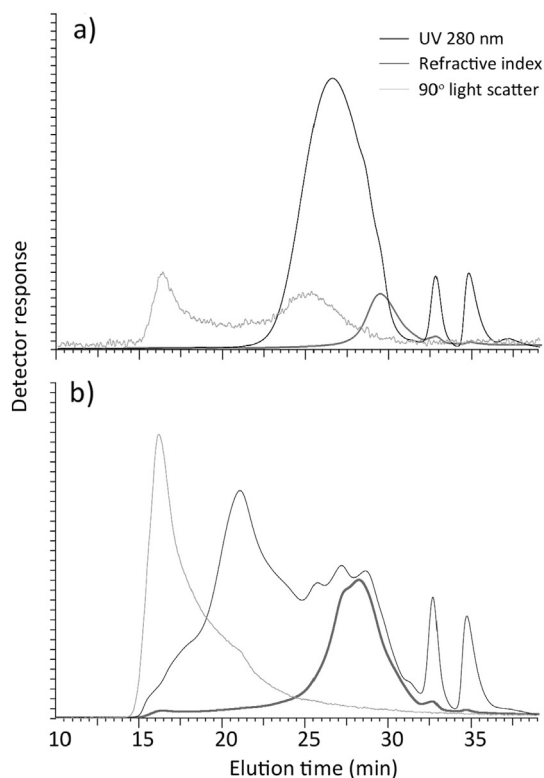 a)
UV 280 nm
Refractive index
90° light scatter
Detector response
b)
10 15 20 25 30 35
Elution time (min)